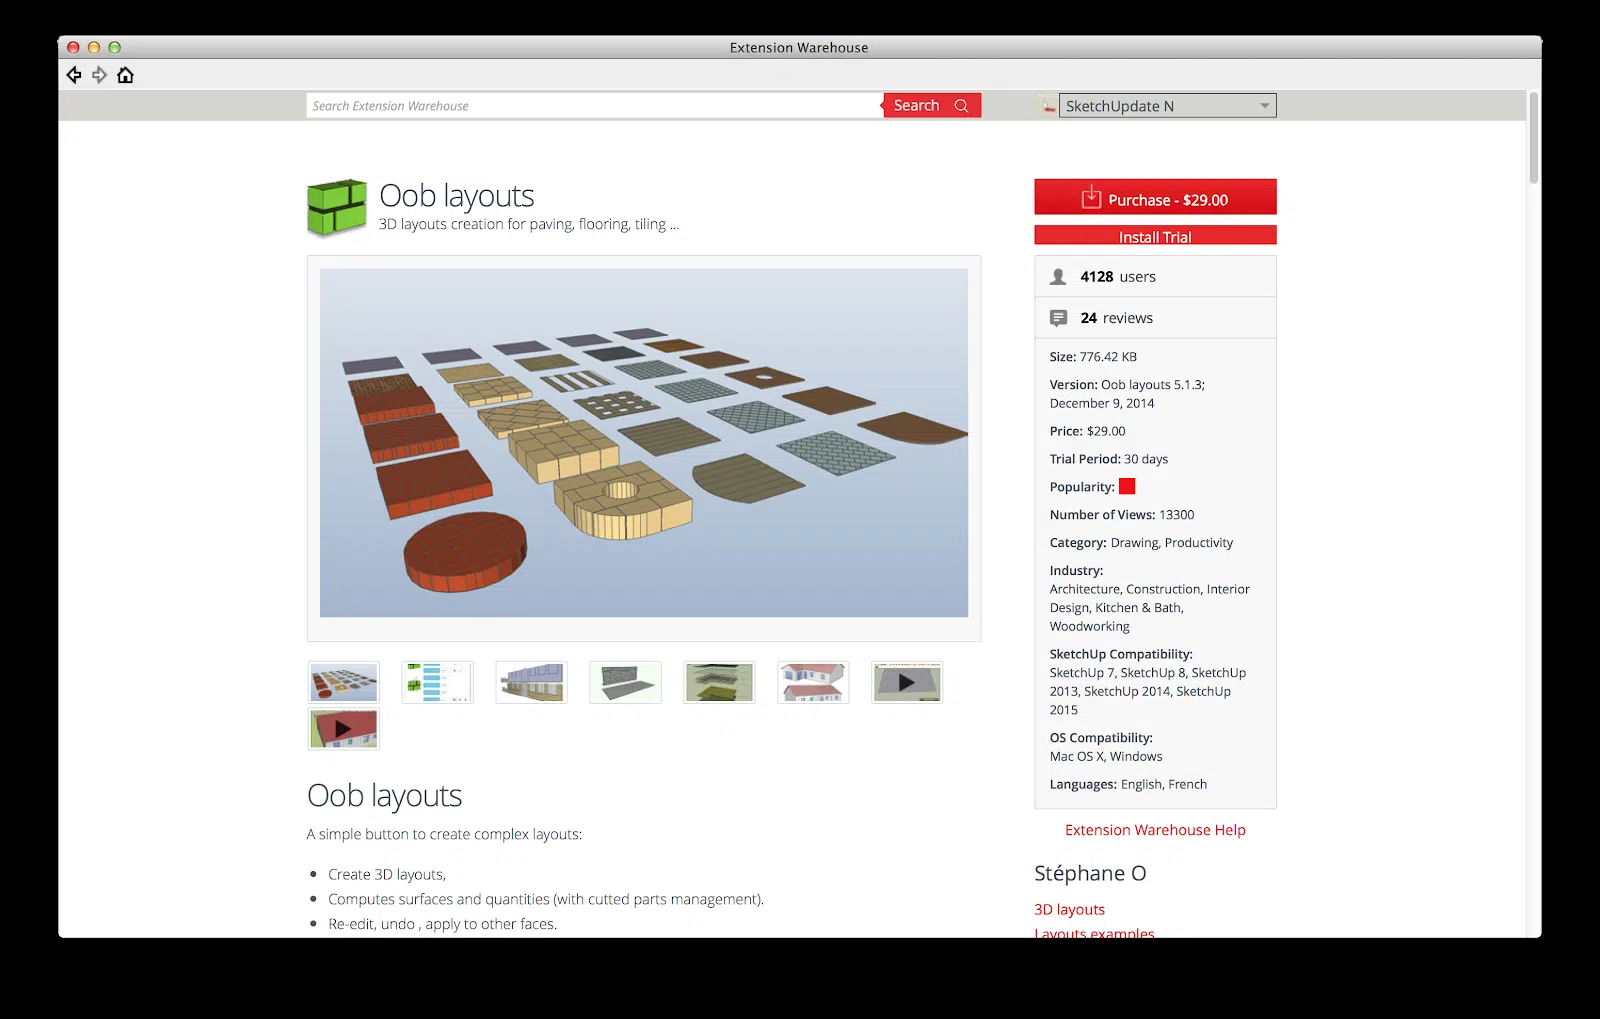 Extension Warehouse
Search Extension Warehouse
Search
SketchUpdate N
Oob layouts
3D layouts creation for paving, flooring, tiling ...
Purchase - $29.00
Install Trial
4128 users
24 reviews
Size: 776.42 KB
Version: Oob layouts 5.1.3;
December 9, 2014
Price: $29.00
Trial Period: 30 days
Popularity:
Number of Views: 13300
Category: Drawing, Productivity
Industry:
Architecture, Construction, Interior
Design, Kitchen & Bath,
Woodworking
SketchUp Compatibility:
SketchUp 7, SketchUp 8, SketchUp
2013, SketchUp 2014, SketchUp
2015
OS Compatibility:
Mac OS X, Windows
Languages: English, French
Extension Warehouse Help
Stéphane O
3D layouts
Layouts examples
Oob layouts
A simple button to create complex layouts:
Create 3D layouts,
Computes surfaces and quantities (with cutted parts management).
Re-edit, undo , apply to other faces.